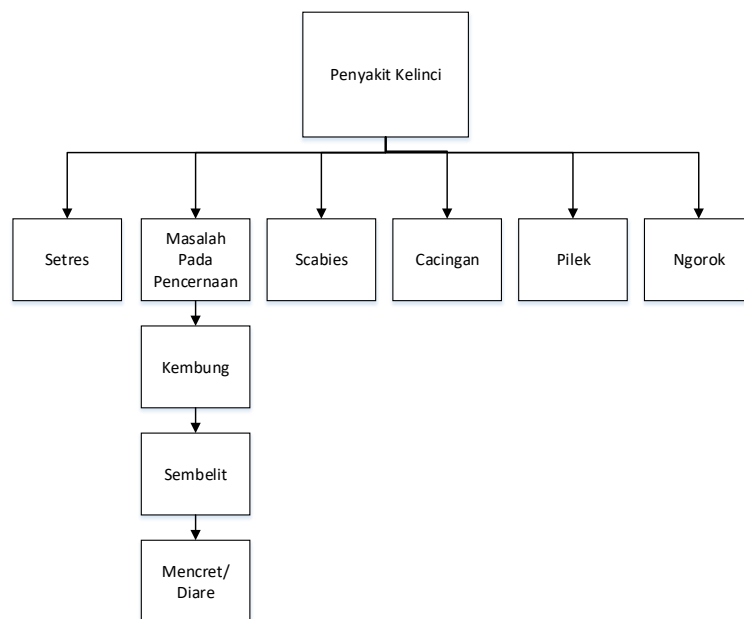 Penyakit Kelinci
Setres
Masalah
Pada
Pencernaan
Scabies
Cacingan
Pilek
Ngorok
Kembung
Sembelit
Mencret/
Diare